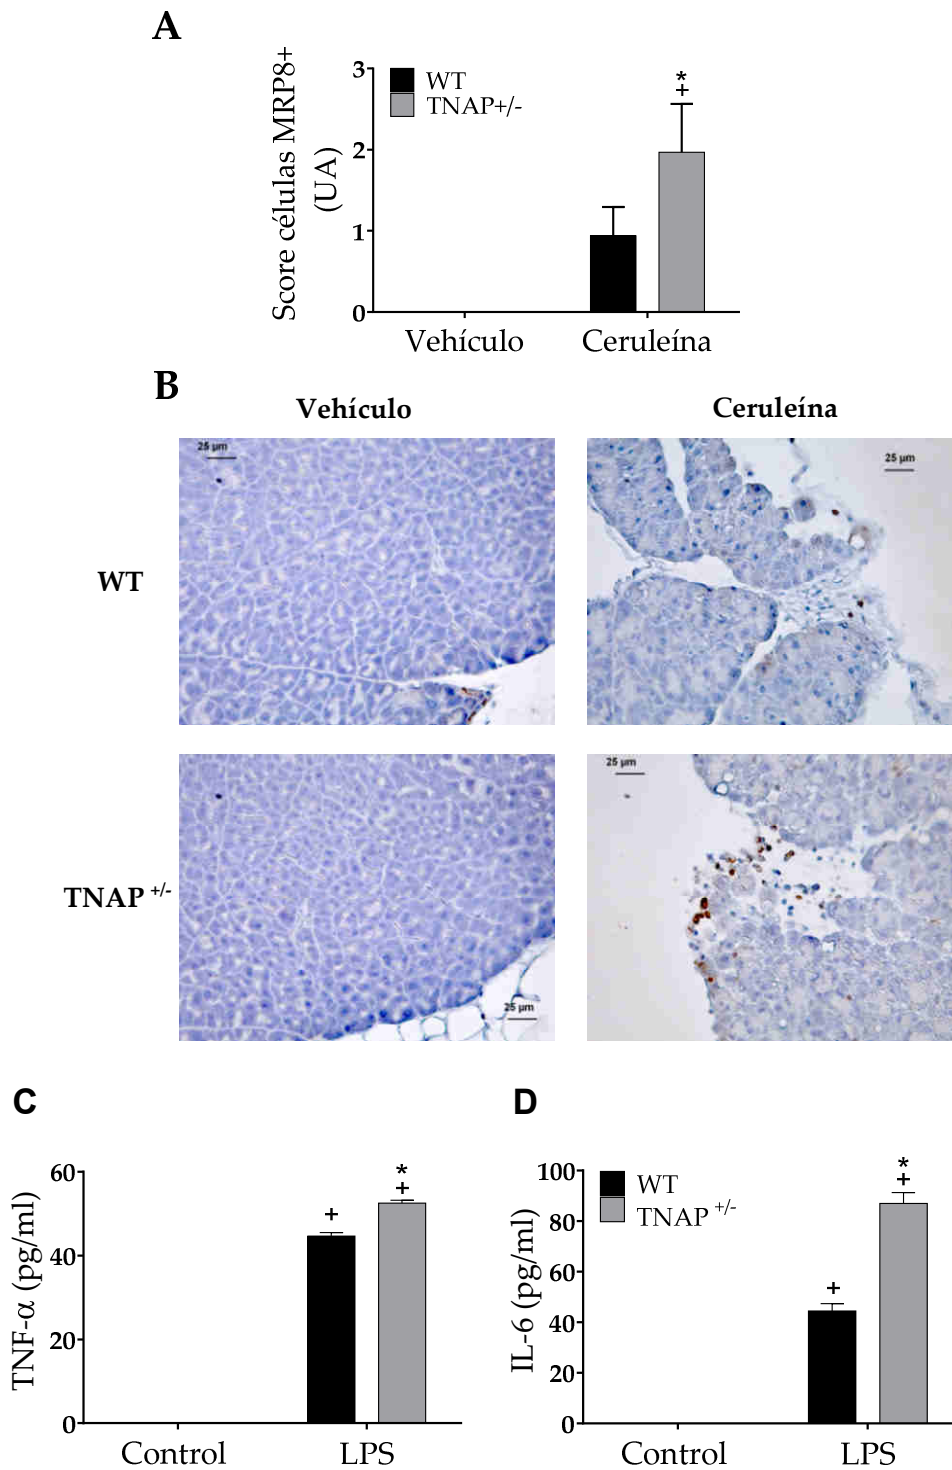 A
Score células MRP8+
(UA)
3
2
1
0
WT
TNAP+/-
*
+
Vehículo
Ceruleína
B
Vehículo
Ceruleína
WT
25 µm
25 µm
TNAP +/-
25 µm
25 µm
C
D
TNF-α (pg/ml)
60
40
20
0
+
*
+
Control
LPS
IL-6 (pg/ml)
100
80
60
40
20
0
WT
TNAP +/-
+
*
+
Control
LPS